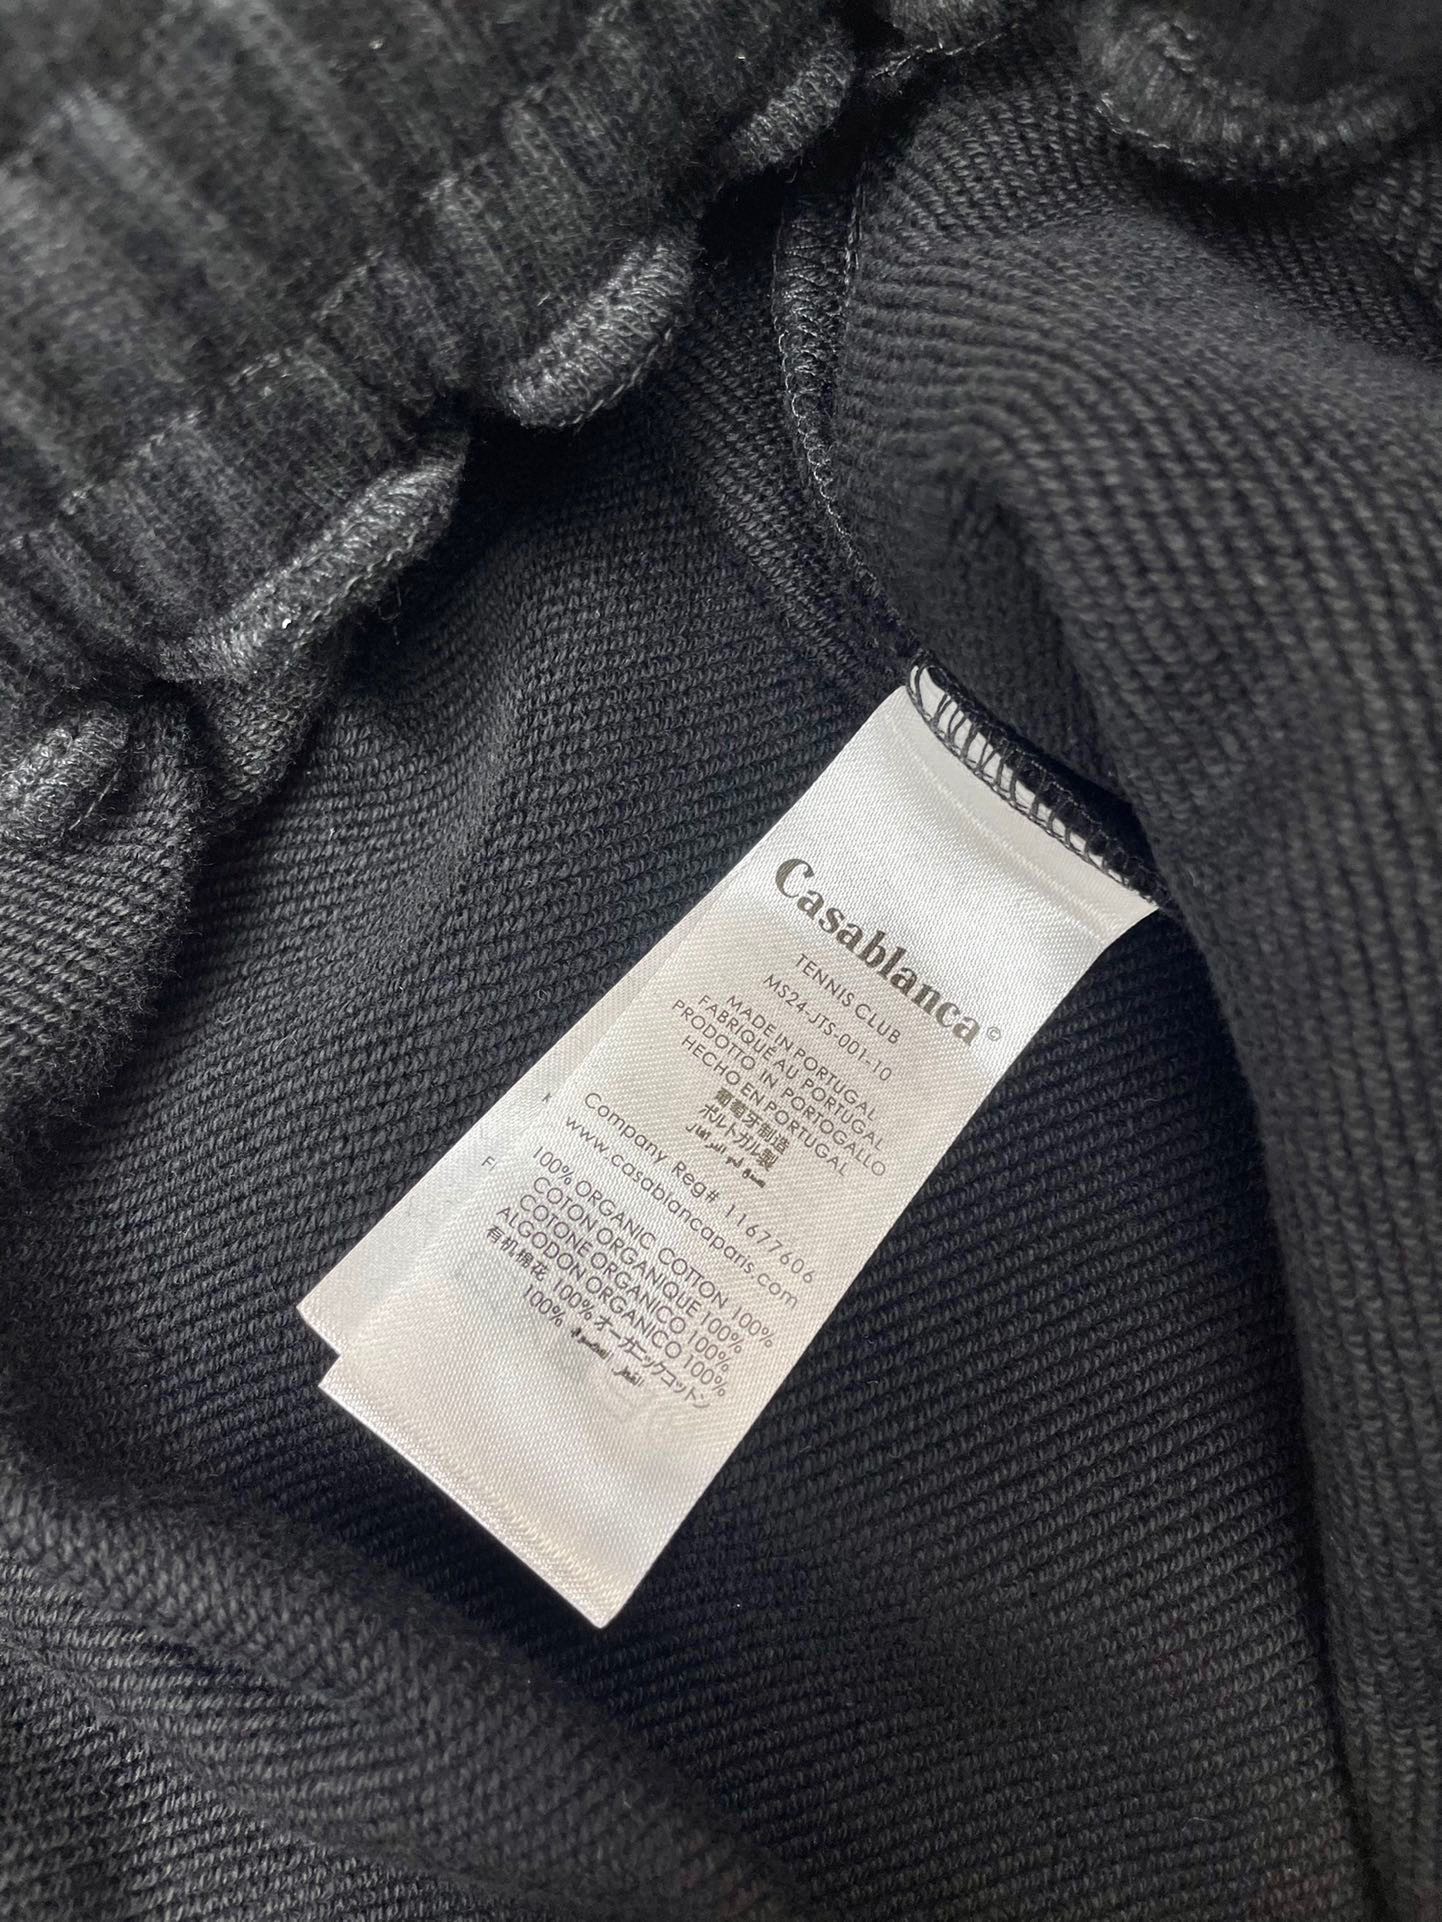 Casablanca©
TENNIS CLUB
MS24-JTS-001-10
MADE IN PORTUGAL
FABRIQUÉ AU PORTUGAL
PRODOTTO IN PORTOGALLO
HECHO EN PORTUGAL
葡萄牙制造
ポルトガル製
Company Reg# 11677606
www.casablancaparis.com
100% ORGANIC COTTON
COTON ORGANIQUE 100%
COTONE ORGANICO 100%
ALGODON ORGANICO 100%
有机棉花 100% オーガニックコットン
100%